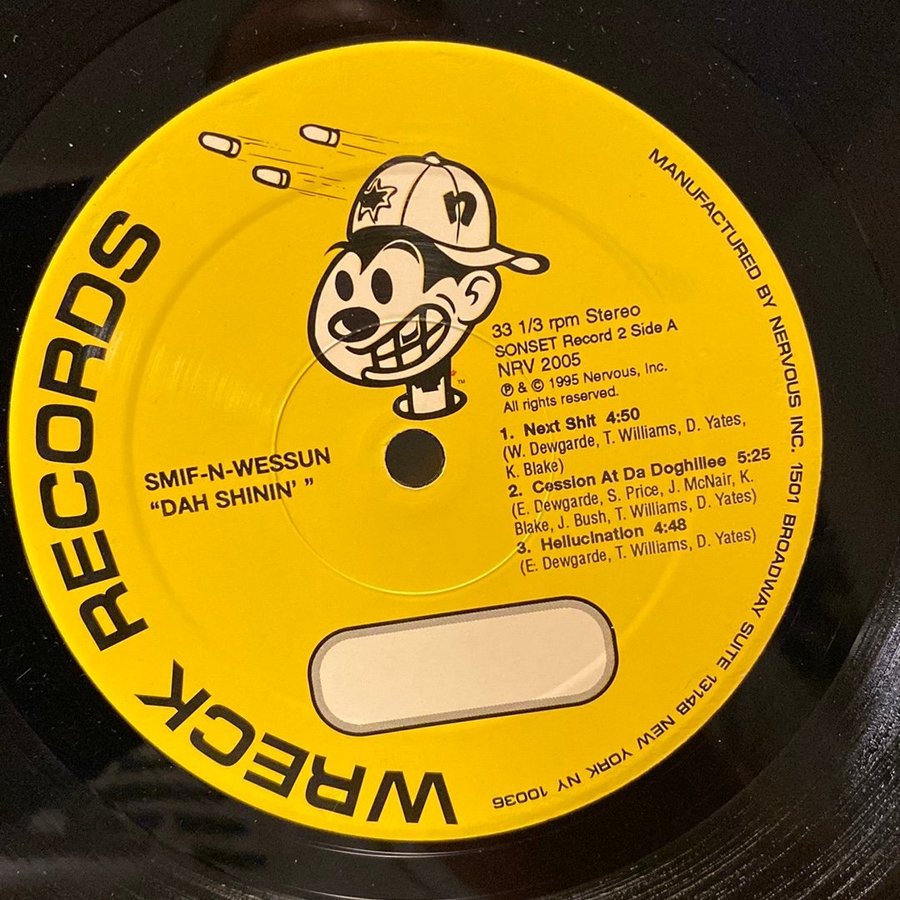 WRECK RECORDS
n
SMIF-N-WESSUN
“DAH SHININ’ ”
33 1/3 rpm Stereo
SONSET Record 2 Side A
NRV 2005
℗ & © 1995 Nervous, Inc.
All rights reserved.
1. Next Shit 4:50
(W. Dewgarde, T. Williams, D. Yates,
K. Blake)
2. Cession At Da Doghillee 5:25
(E. Dewgarde, S. Price, J. McNair, K.
Blake, J. Bush, T. Williams, D. Yates)
3. Hellucination 4:48
(E. Dewgarde, T. Williams, D. Yates)
TM
MANUFACTURED BY NERVOUS INC. 1501 BROADWAY SUITE 1314B NEW YORK NY 10036